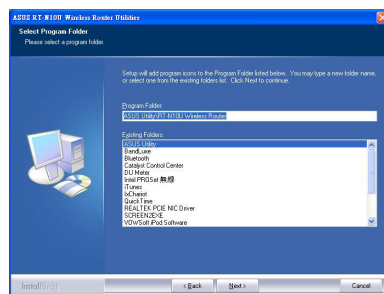 ASUS RT-N10U Wireless Router Utilities
Select Program Folder
Please select a program folder.
Setup will add program icons to the Program Folder listed below. You may type a new folder name, or select one from the existing folders list. Click Next to continue.
Program Folder:
ASUS Utility\RT-N10U Wireless Router
Existing Folders:
ASUS Utility
BandLuxe
Bluetooth
Catalyst Control Center
DU Meter
Intel PROSet 無線
iTunes
IxChariot
QuickTime
REALTEK PCIE NIC Driver
SCREEN2EXE
VOWSoft iPod Software
InstallShield
< Back
Next >
Cancel